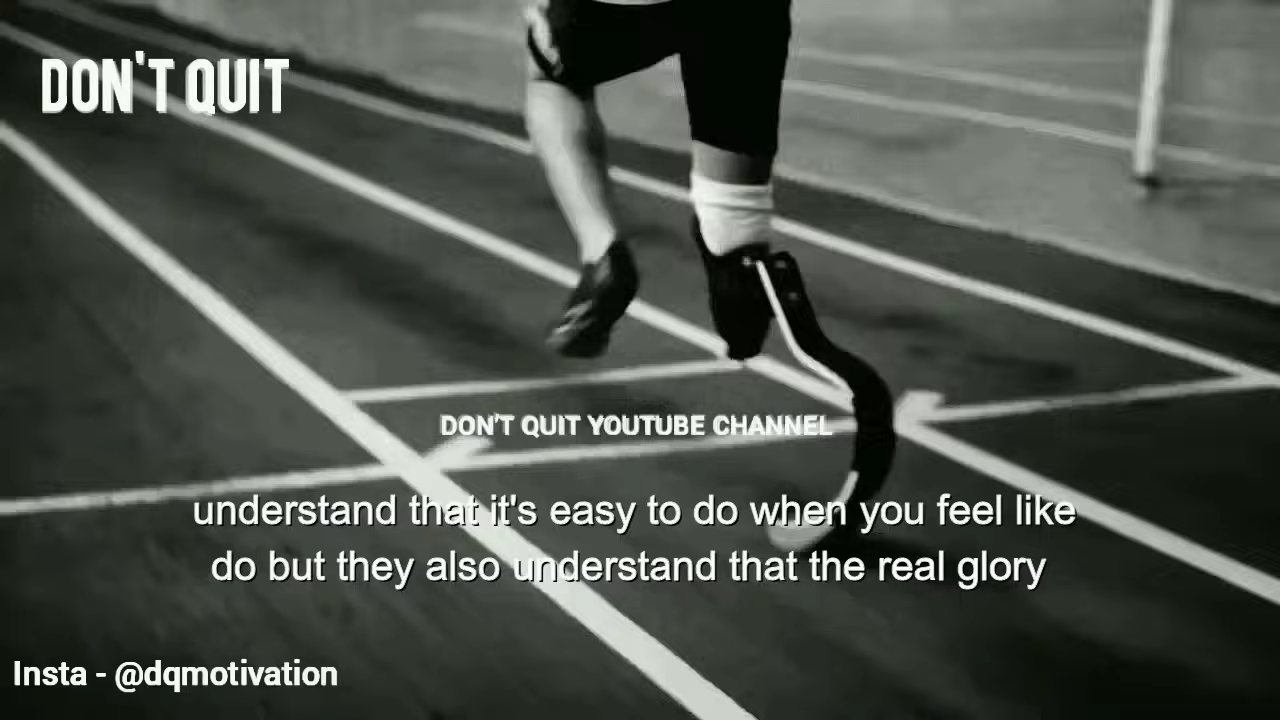 DON'T QUIT
DON'T QUIT YOUTUBE CHANNEL
understand that it's easy to do when you feel like
do but they also understand that the real glory
Insta - @dqmotivation